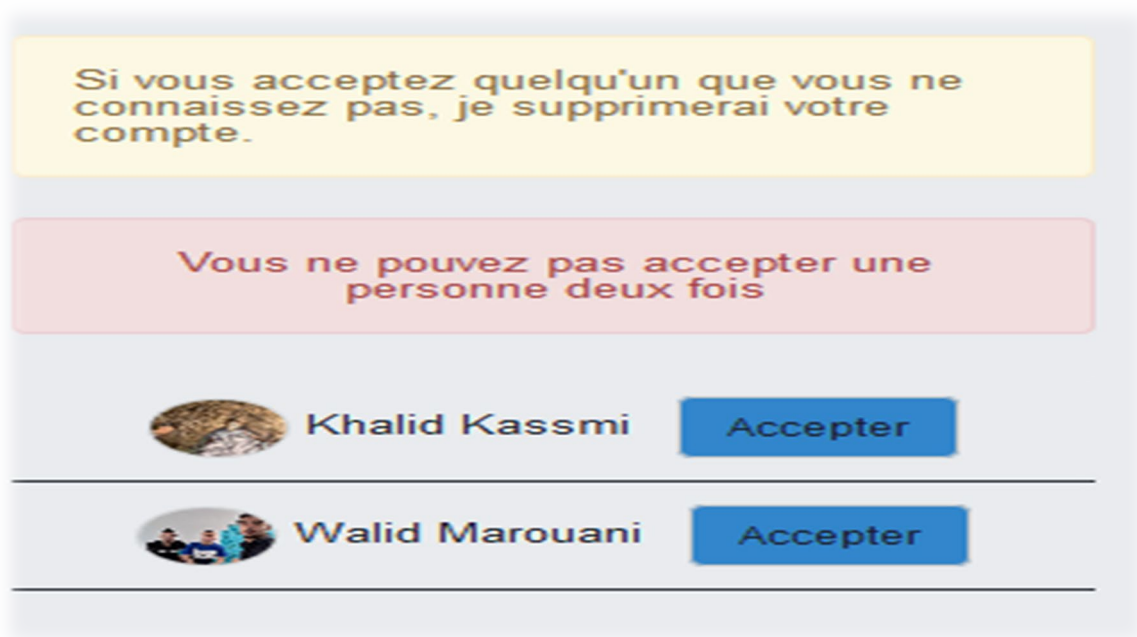 Si vous acceptez quelqu'un que vous ne
connaissez pas, je supprimerai votre
compte.
Vous ne pouvez pas accepter une
personne deux fois
Khalid Kassmi Accepter
Walid Marouani Accepter